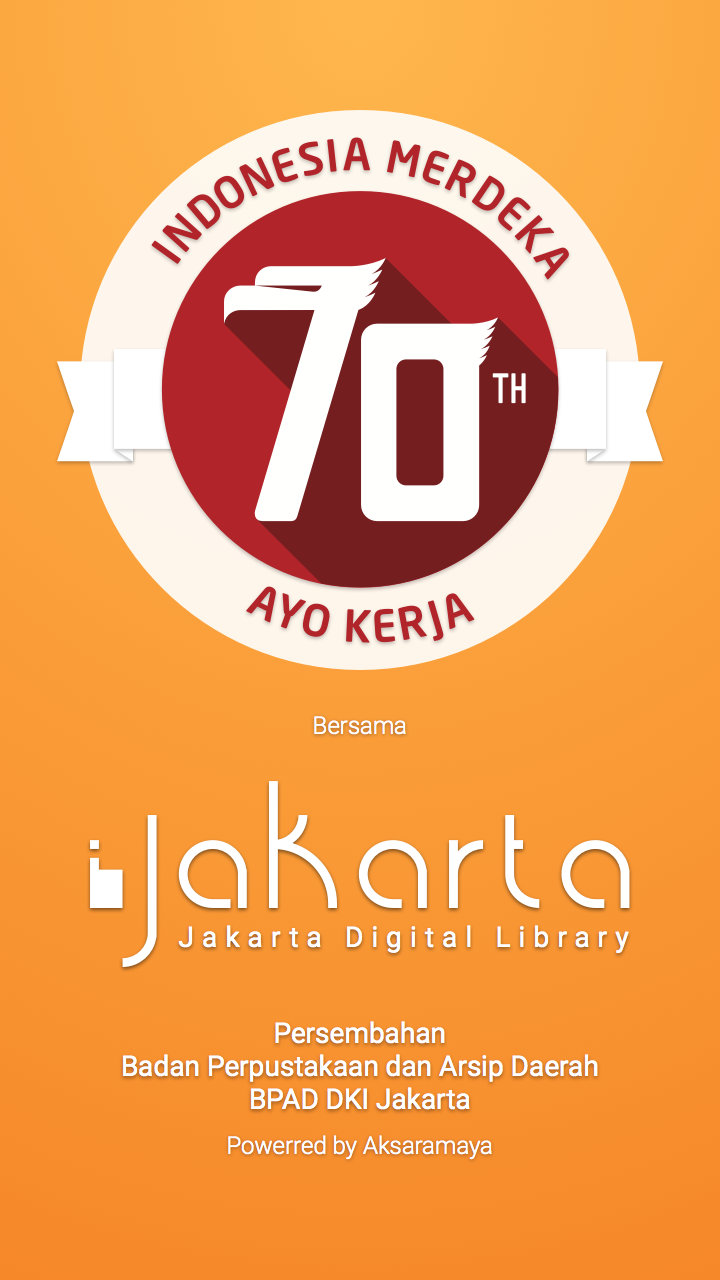 INDONESIA MERDEKA
70TH
AYO KERJA
Bersama
iJakarta
Jakarta Digital Library
Persembahan
Badan Perpustakaan dan Arsip Daerah
BPAD DKI Jakarta
Powerred by Aksaramaya